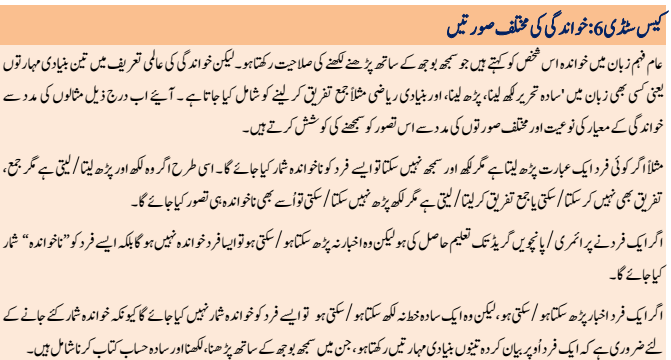 کیس سٹڈی 6: خواندگی کی مختلف صورتیں
عام فہم زبان میں خواندہ اس شخص کو کہتے ہیں جو سمجھ بوجھ کے ساتھ پڑھنے لکھنے کی صلاحیت رکھتا ہو۔ لیکن خواندگی کی عالمی تعریف میں تین بنیادی مہارتوں
یعنی کسی بھی زبان میں 'سادہ تحریر لکھ لینا، پڑھ لینا، اور بنیادی ریاضی مثلاً جمع تفریق کر لینے کو شامل کیا جاتا ہے۔ آیئے اب درج ذیل مثالوں کی مدد سے
خواندگی کے معیار کی نوعیت اور مختلف صورتوں کی مدد سے اس تصور کو سمجھنے کی کوشش کرتے ہیں۔
مثلاً اگر کوئی فرد ایک عبارت پڑھ لیتا ہے مگر لکھ اور سمجھ نہیں سکتا تو ایسے فرد کو ناخواندہ شمار کیا جائے گا۔ اسی طرح اگر وہ لکھ اور پڑھ لیتا/لیتی ہے مگر جمع،
تفریق بھی نہیں کر سکتا/سکتی یا جمع تفریق کر لیتا/لیتی ہے مگر لکھ پڑھ نہیں سکتا/سکتی تو اُسے بھی ناخواندہ ہی تصور کیا جائے گا۔
اگر ایک فرد نے پرائمری/پانچویں گریڈ تک تعلیم حاصل کی ہو لیکن وہ اخبار نہ پڑھ سکتا ہو/سکتی ہو تو ایسا فرد خواندہ نہیں ہو گا بلکہ ایسے فرد کو "ناخواندہ" شمار
کیا جائے گا۔
اگر ایک فرد اخبار پڑھ سکتا ہو/سکتی ہو، لیکن وہ ایک سادہ خط نہ لکھ سکتا ہو/سکتی ہو تو ایسے فرد کو خواندہ شمار نہیں کیا جائے گا کیونکہ خواندہ شمار کئے جانے کے
لئے ضروری ہے کہ ایک فرد اُوپر بیان کردہ تینوں بنیادی مہارتیں رکھتا ہو، جن میں سمجھ بوجھ کے ساتھ پڑھنا، لکھنا اور سادہ حساب کتاب کرنا شامل ہیں۔